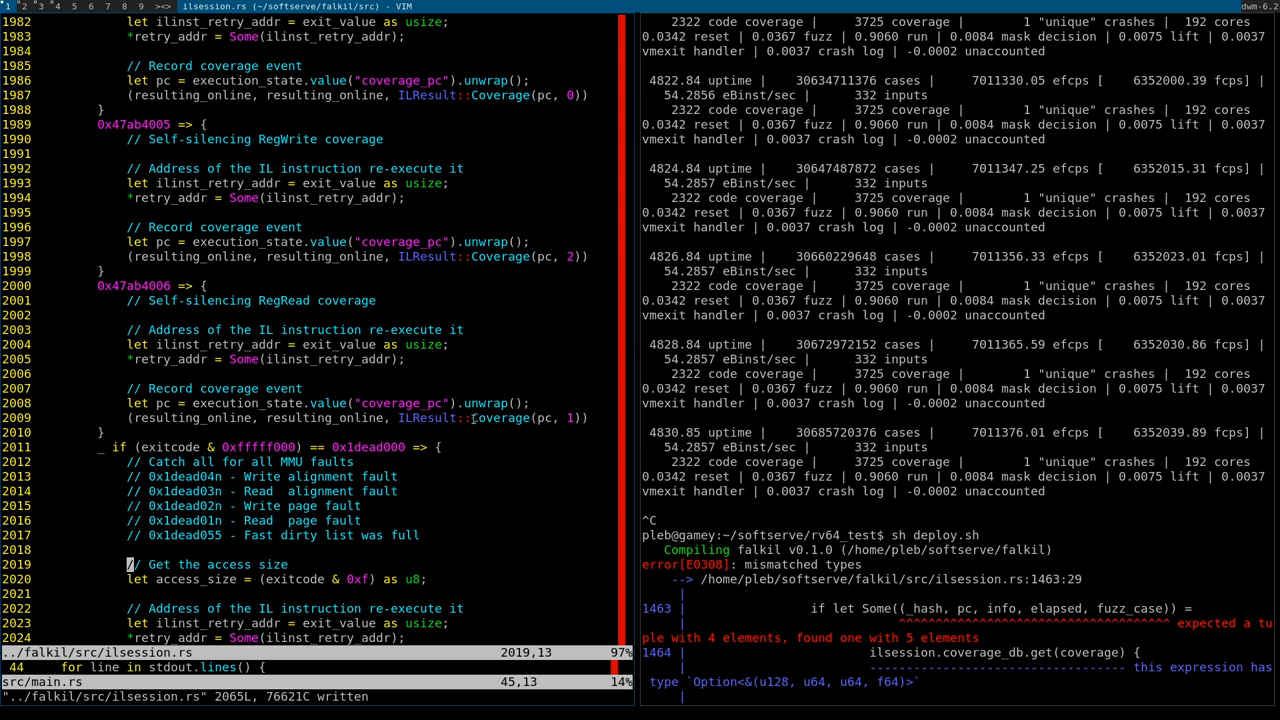 1 2 3 4 5 6 7 8 9 ><> ilsession.rs (~/softserve/falkil/src) - VIM dwm-6.2
1982 let ilinst_retry_addr = exit_value as usize;
1983 *retry_addr = Some(ilinst_retry_addr);
1984
1985 // Record coverage event
1986 let pc = execution_state.value("coverage_pc").unwrap();
1987 (resulting_online, resulting_online, ILResult::Coverage(pc, 0))
1988 }
1989 0x47ab4005 => {
1990 // Self-silencing RegWrite coverage
1991
1992 // Address of the IL instruction re-execute it
1993 let ilinst_retry_addr = exit_value as usize;
1994 *retry_addr = Some(ilinst_retry_addr);
1995
1996 // Record coverage event
1997 let pc = execution_state.value("coverage_pc").unwrap();
1998 (resulting_online, resulting_online, ILResult::Coverage(pc, 2))
1999 }
2000 0x47ab4006 => {
2001 // Self-silencing RegRead coverage
2002
2003 // Address of the IL instruction re-execute it
2004 let ilinst_retry_addr = exit_value as usize;
2005 *retry_addr = Some(ilinst_retry_addr);
2006
2007 // Record coverage event
2008 let pc = execution_state.value("coverage_pc").unwrap();
2009 (resulting_online, resulting_online, ILResult::Coverage(pc, 1))
2010 }
2011 _ if (exitcode & 0xfffff000) == 0x1dead000 => {
2012 // Catch all for all MMU faults
2013 // 0x1dead04n - Write alignment fault
2014 // 0x1dead03n - Read  alignment fault
2015 // 0x1dead02n - Write page fault
2016 // 0x1dead01n - Read  page fault
2017 // 0x1dead055 - Fast dirty list was full
2018
2019 // Get the access size
2020 let access_size = (exitcode & 0xf) as u8;
2021
2022 // Address of the IL instruction re-execute it
2023 let ilinst_retry_addr = exit_value as usize;
2024 *retry_addr = Some(ilinst_retry_addr);
../falkil/src/ilsession.rs 2019,13 97%
44 for line in stdout.lines() {
src/main.rs 45,13 14%
"../falkil/src/ilsession.rs" 2065L, 76621C written
2322 code coverage | 3725 coverage | 1 "unique" crashes | 192 cores
0.0342 reset | 0.0367 fuzz | 0.9060 run | 0.0084 mask decision | 0.0075 lift | 0.0037
vmexit handler | 0.0037 crash log | -0.0002 unaccounted
4822.84 uptime | 30634711376 cases | 7011330.05 efcps [ 6352000.39 fcps] |
54.2856 eBinst/sec | 332 inputs
2322 code coverage | 3725 coverage | 1 "unique" crashes | 192 cores
0.0342 reset | 0.0367 fuzz | 0.9060 run | 0.0084 mask decision | 0.0075 lift | 0.0037
vmexit handler | 0.0037 crash log | -0.0002 unaccounted
4824.84 uptime | 30647487872 cases | 7011347.25 efcps [ 6352015.31 fcps] |
54.2857 eBinst/sec | 332 inputs
2322 code coverage | 3725 coverage | 1 "unique" crashes | 192 cores
0.0342 reset | 0.0367 fuzz | 0.9060 run | 0.0084 mask decision | 0.0075 lift | 0.0037
vmexit handler | 0.0037 crash log | -0.0002 unaccounted
4826.84 uptime | 30660229648 cases | 7011356.33 efcps [ 6352023.01 fcps] |
54.2857 eBinst/sec | 332 inputs
2322 code coverage | 3725 coverage | 1 "unique" crashes | 192 cores
0.0342 reset | 0.0367 fuzz | 0.9060 run | 0.0084 mask decision | 0.0075 lift | 0.0037
vmexit handler | 0.0037 crash log | -0.0002 unaccounted
4828.84 uptime | 30672972152 cases | 7011365.59 efcps [ 6352030.86 fcps] |
54.2858 eBinst/sec | 332 inputs
2322 code coverage | 3725 coverage | 1 "unique" crashes | 192 cores
0.0342 reset | 0.0367 fuzz | 0.9060 run | 0.0084 mask decision | 0.0075 lift | 0.0037
vmexit handler | 0.0037 crash log | -0.0002 unaccounted
4830.85 uptime | 30685720376 cases | 7011376.01 efcps [ 6352039.89 fcps] |
54.2858 eBinst/sec | 332 inputs
2322 code coverage | 3725 coverage | 1 "unique" crashes | 192 cores
0.0342 reset | 0.0367 fuzz | 0.9060 run | 0.0084 mask decision | 0.0075 lift | 0.0037
vmexit handler | 0.0037 crash log | -0.0002 unaccounted
^C
pleb@gamey:~/softserve/rv64_test$ sh deploy.sh
Compiling falkil v0.1.0 (/home/pleb/softserve/falkil)
error[E0308]: mismatched types
--> /home/pleb/softserve/falkil/src/ilsession.rs:1463:29
|
1463 | if let Some((_hash, pc, info, elapsed, fuzz_case)) =
| ^^^^^^^^^^^^^^^^^^^^^^^^^^^^^^^^^^^^^ expected a tu
ple with 4 elements, found one with 5 elements
1464 | ilsession.coverage_db.get(coverage) {
| ----------------------------------- this expression has
type `Option<&(u128, u64, u64, f64)>`
|